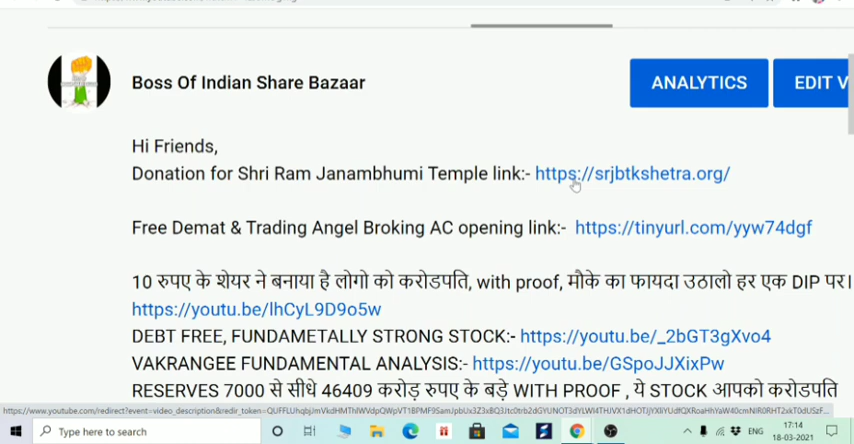 Boss Of Indian Share Bazaar
ANALYTICS
EDIT V
Hi Friends,
Donation for Shri Ram Janambhumi Temple link:- https://srjbtkshetra.org/
Free Demat & Trading Angel Broking AC opening link:- https://tinyurl.com/yyw74dgf
10 रुपए के शेयर ने बनाया है लोगो को करोडपति, with proof, मौके का फायदा उठालो हर एक DIP पर।
https://youtu.be/lhCyL9D9o5w
DEBT FREE, FUNDAMETALLY STRONG STOCK:- https://youtu.be/_2bGT3gXvo4
VAKRANGEE FUNDAMENTAL ANALYSIS:- https://youtu.be/GSpoJJXixPw
RESERVES 7000 से सीधे 46409 करोड़ रुपए के बड़े WITH PROOF , ये STOCK आपको करोडपति
Type here to search
ENG
17:14
18-03-2021